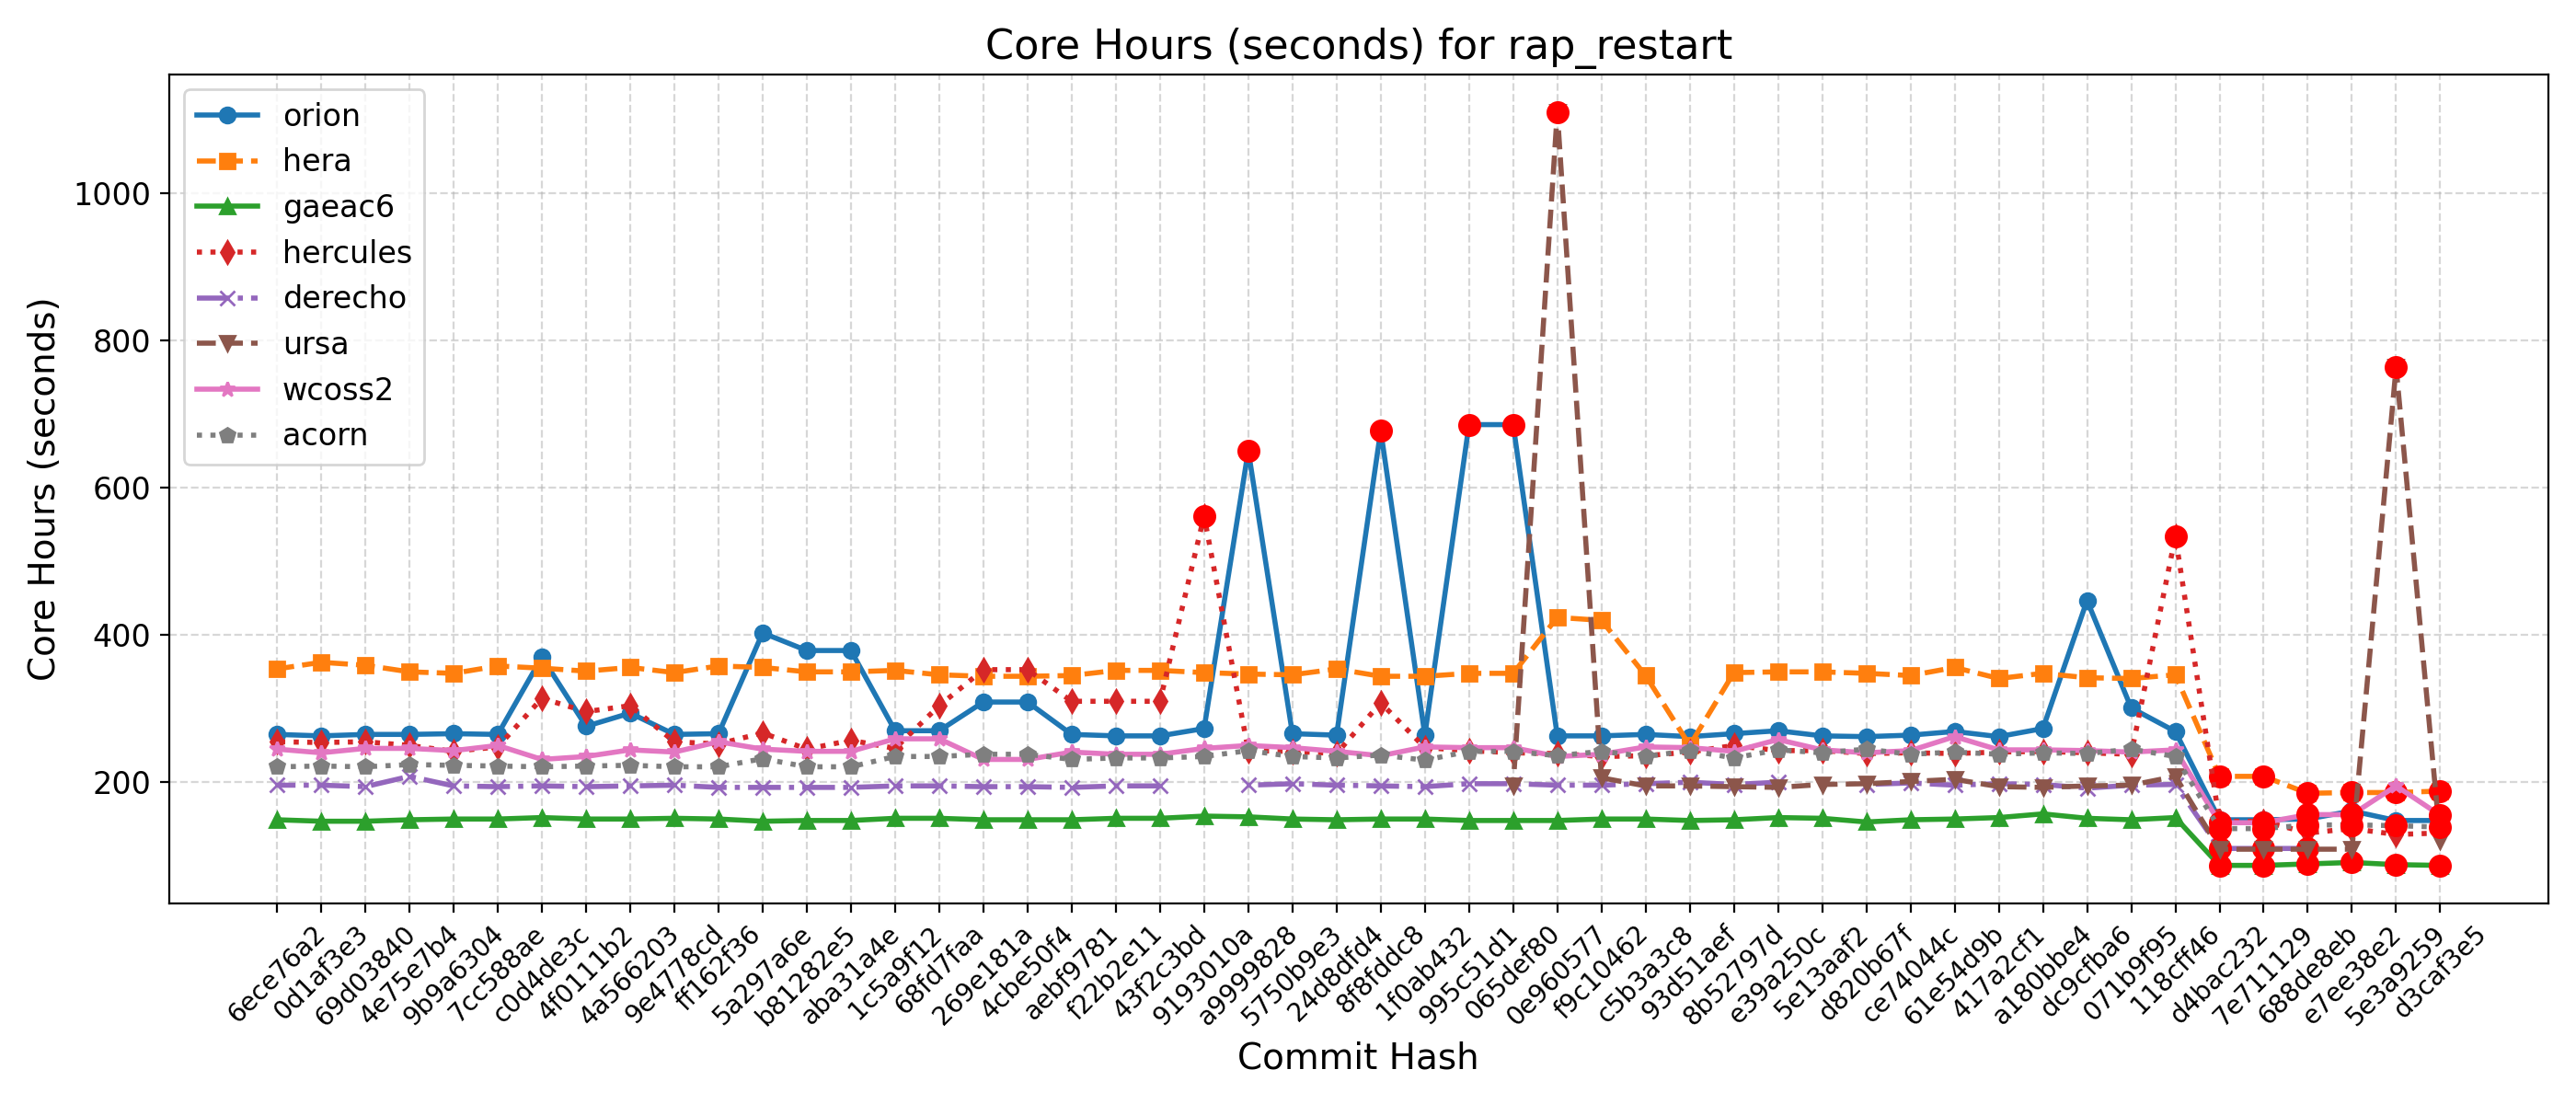 Core Hours (seconds) for rap_restart
Core Hours (seconds)
1000
800
600
400
200
orion
hera
gaeac6
hercules
derecho
ursa
wcoss2
acorn
6ece76a2
0d1af3e3
69d03840
4e75e7b4
9b9a6304
7cc588ae
c0d4de3c
4f0111b2
4a566203
9e4778cd
ff162f36
5a297a6e
b81282e5
aba31a4e
1c5a9f12
68fd7faa
269e181a
4cbe50f4
aebf9781
f22b2e11
43f2c3bd
9193010a
a9999828
5750b9e3
24d8dfd4
8f8fddc8
1f0ab432
995c51d1
065def80
0e960577
f9c10462
c5b3a3c8
93d51aef
8b52797d
e39a250c
5e13aaf2
d820b67f
ce74044c
61e54d9b
417a2cf1
a180bbe4
dc9cfba6
071b9f95
118cff46
d4bac232
7e711129
688de8eb
e7ee38e2
5e3a9259
d3caf3e5
Commit Hash